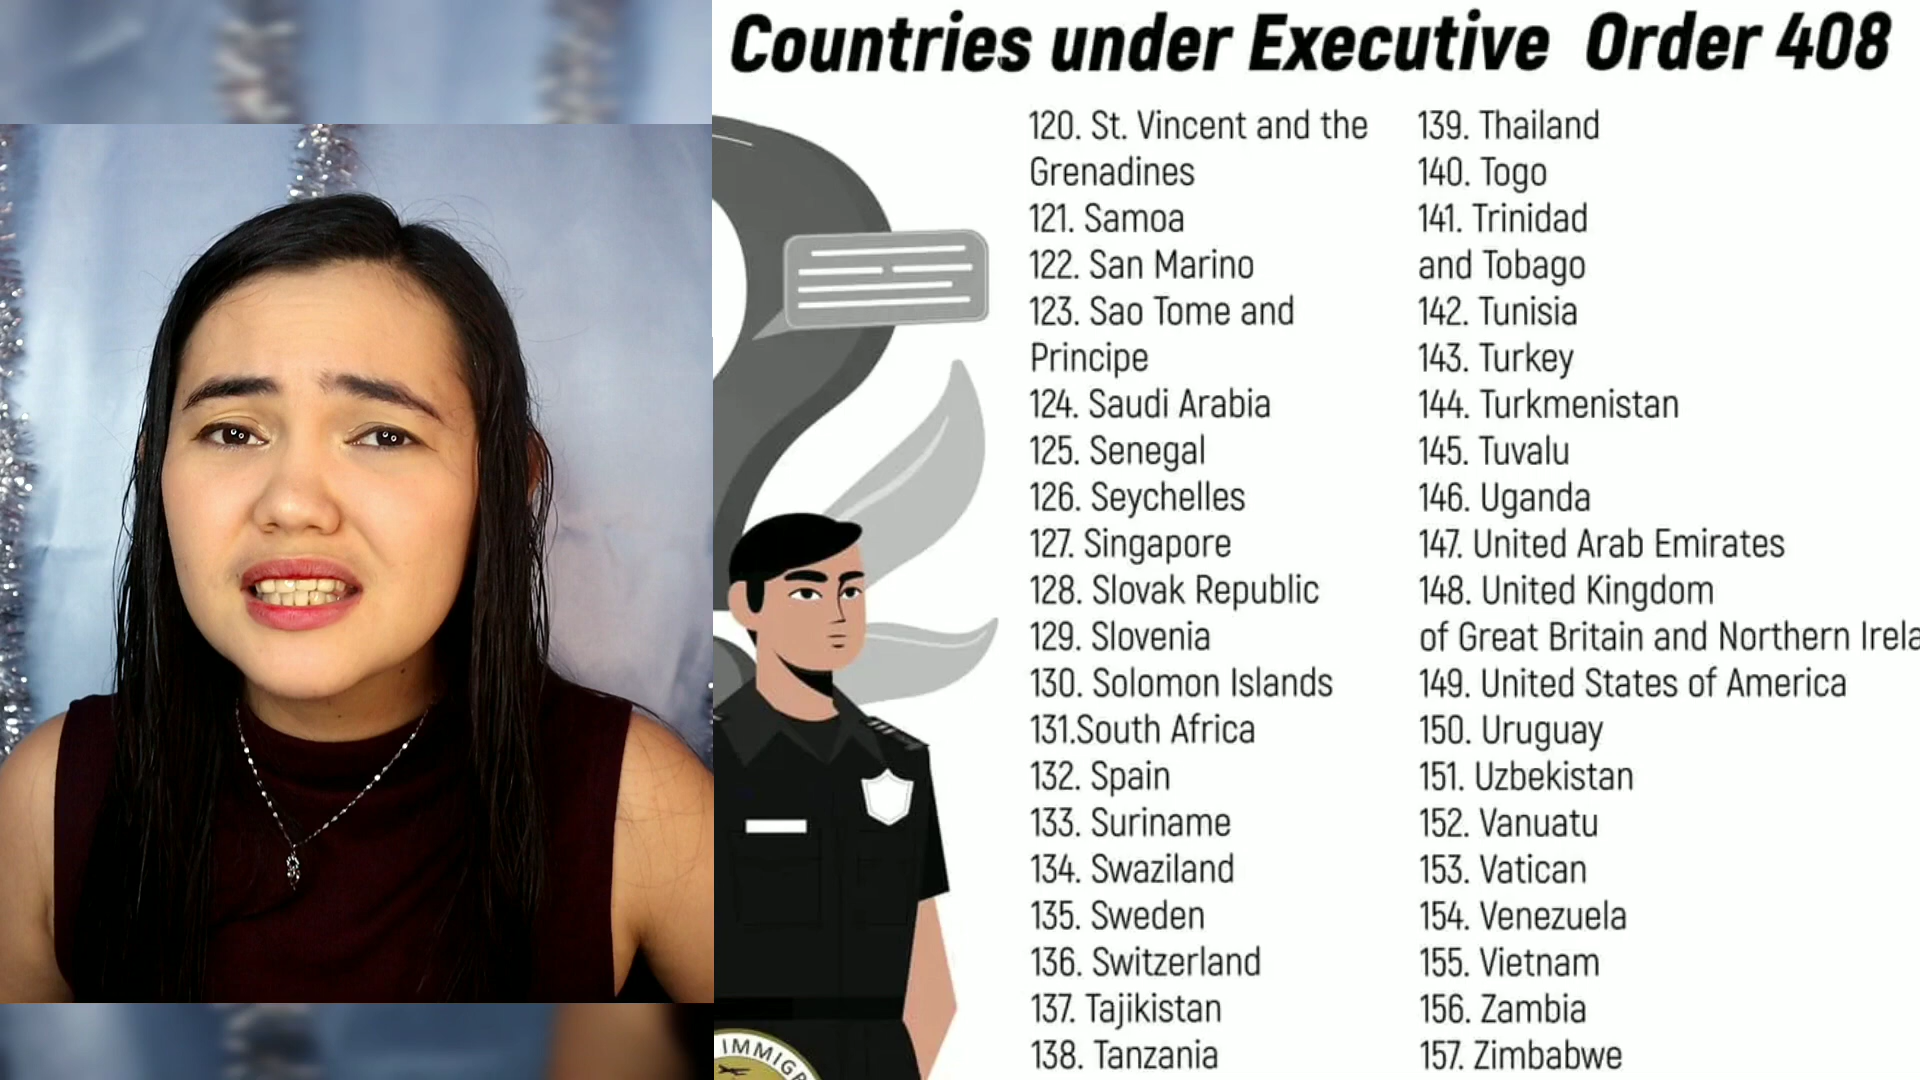 Countries under Executive Order 408
120. St. Vincent and the
Grenadines
121. Samoa
122. San Marino
123. Sao Tome and
Principe
124. Saudi Arabia
125. Senegal
126. Seychelles
127. Singapore
128. Slovak Republic
129. Slovenia
130. Solomon Islands
131.South Africa
132. Spain
133. Suriname
134. Swaziland
135. Sweden
136. Switzerland
137. Tajikistan
138. Tanzania
139. Thailand
140. Togo
141. Trinidad
and Tobago
142. Tunisia
143. Turkey
144. Turkmenistan
145. Tuvalu
146. Uganda
147. United Arab Emirates
148. United Kingdom
of Great Britain and Northern Irela
149. United States of America
150. Uruguay
151. Uzbekistan
152. Vanuatu
153. Vatican
154. Venezuela
155. Vietnam
156. Zambia
157. Zimbabwe
IMMIGR